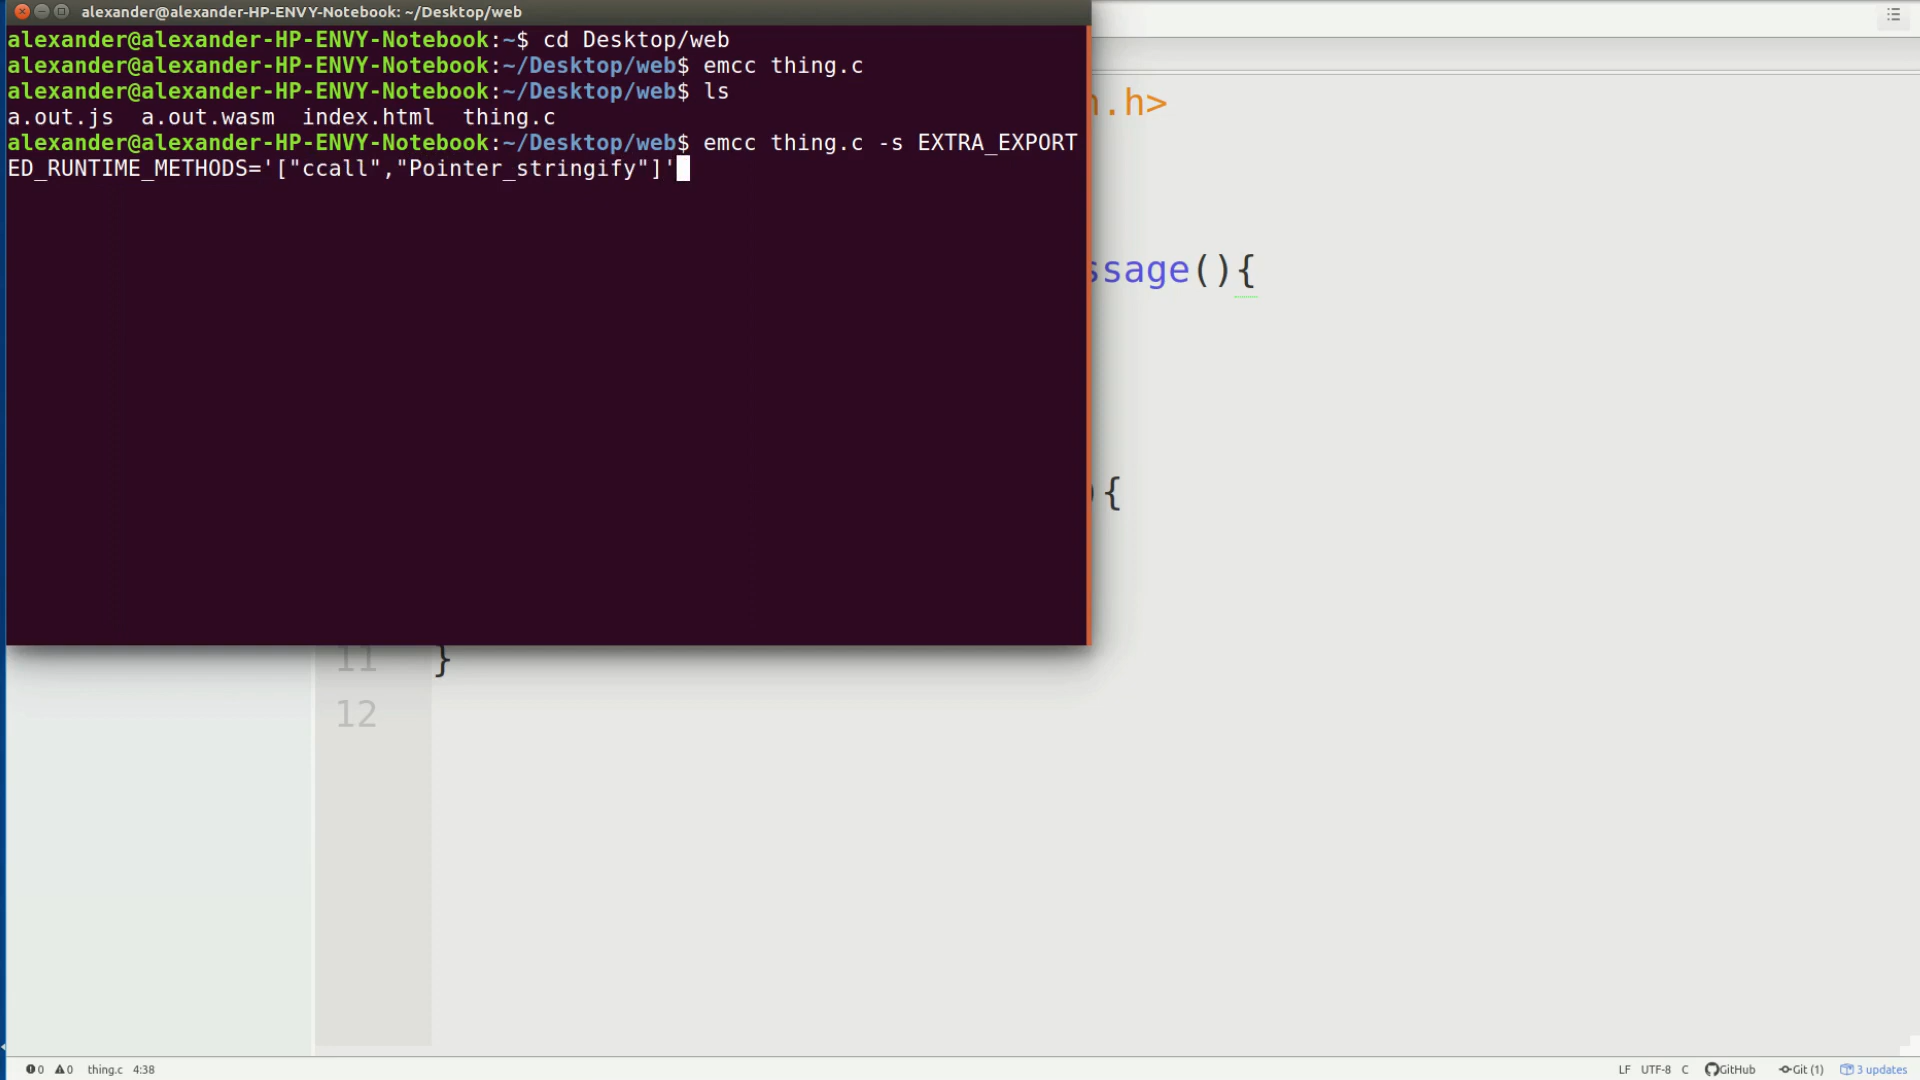 alexander@alexander-HP-ENVY-Notebook: ~/Desktop/web
alexander@alexander-HP-ENVY-Notebook:~$ cd Desktop/web
alexander@alexander-HP-ENVY-Notebook:~/Desktop/web$ emcc thing.c
alexander@alexander-HP-ENVY-Notebook:~/Desktop/web$ ls
a.out.js  a.out.wasm  index.html  thing.c
alexander@alexander-HP-ENVY-Notebook:~/Desktop/web$ emcc thing.c -s EXTRA_EXPORT
ED_RUNTIME_METHODS='["ccall","Pointer_stringify"]'
.h>
ssage(){
){
11 }
12
0 0 thing.c 4:38 LF UTF-8 C GitHub Git (1) 3 updates